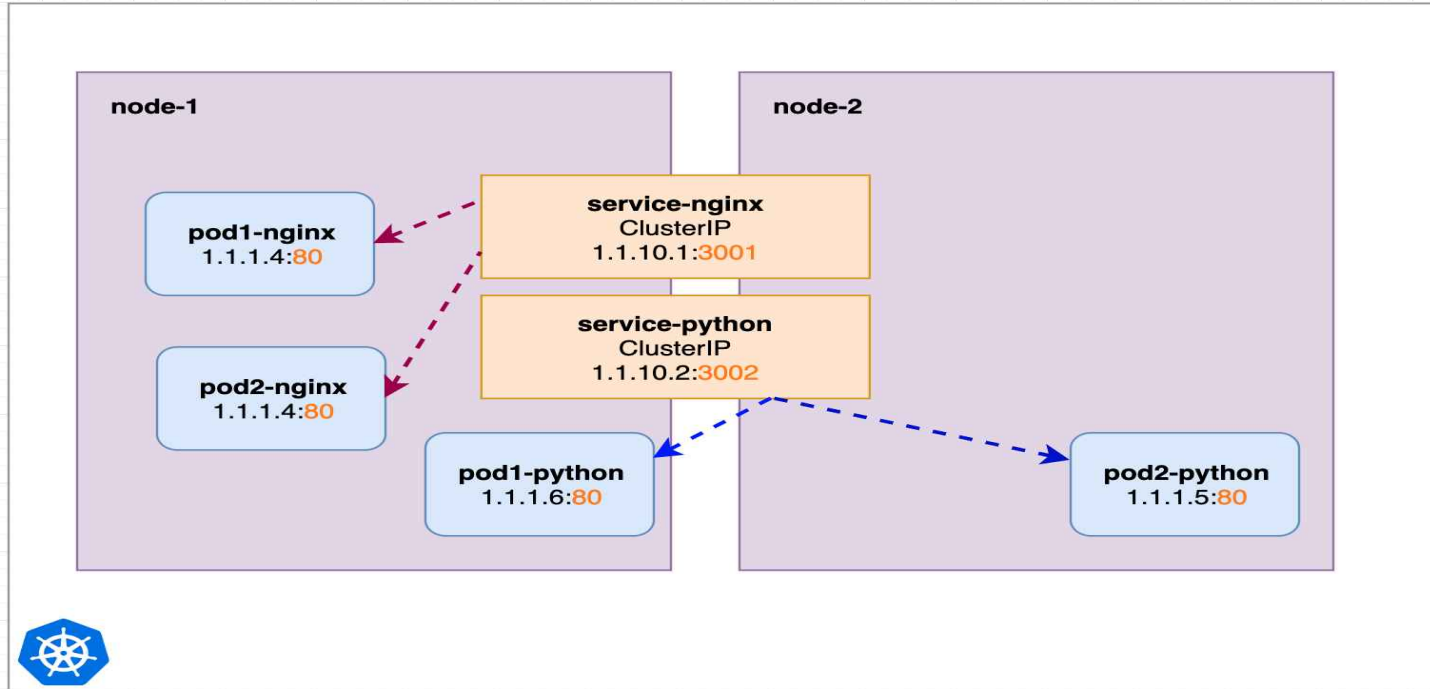 node-1
node-2
service-nginx
ClusterIP
1.1.10.1:3001
pod1-nginx
1.1.1.4:80
service-python
ClusterIP
1.1.10.2:3002
pod2-nginx
1.1.1.4:80
pod1-python
1.1.1.6:80
pod2-python
1.1.1.5:80